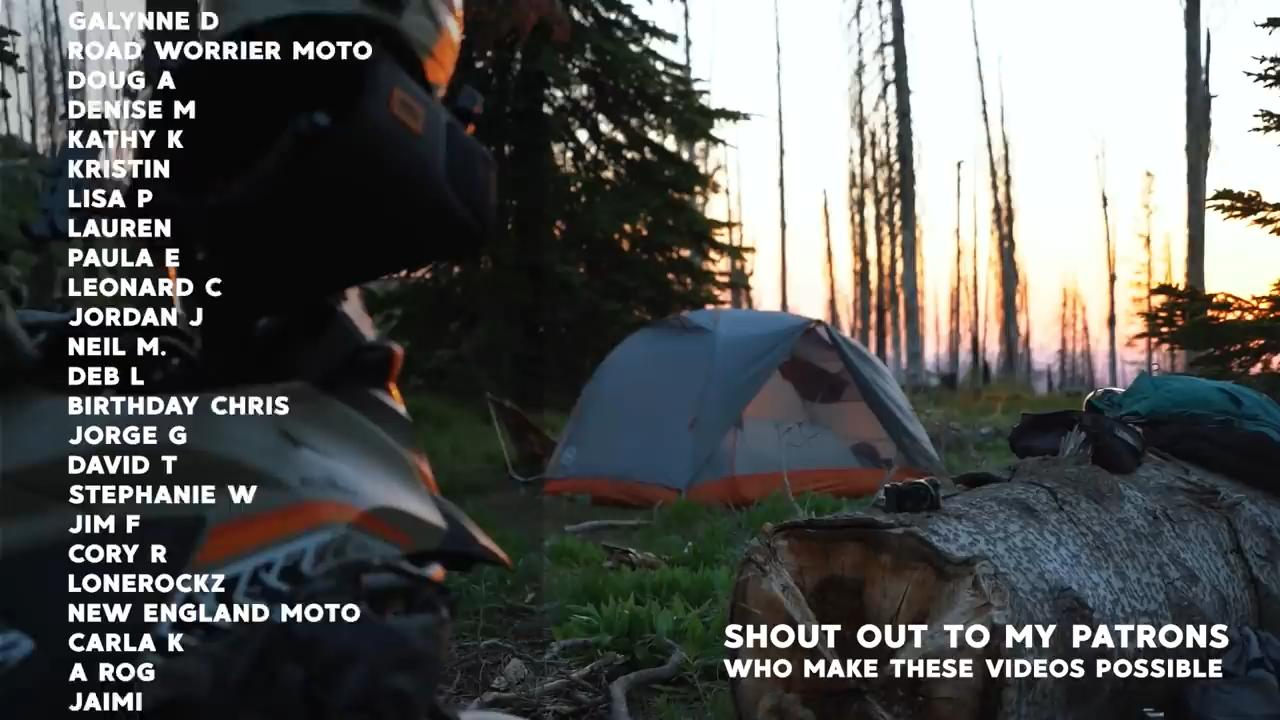 GALYNNE D
ROAD WORRIER MOTO
DOUG A
DENISE M
KATHY K
KRISTIN
LISA P
LAUREN
PAULA E
LEONARD C
JORDAN J
NEIL M.
DEB L
BIRTHDAY CHRIS
JORGE G
DAVID T
STEPHANIE W
JIM F
CORY R
LONEROCKZ
NEW ENGLAND MOTO
CARLA K
A ROG
JAIMI
SHOUT OUT TO MY PATRONS
WHO MAKE THESE VIDEOS POSSIBLE